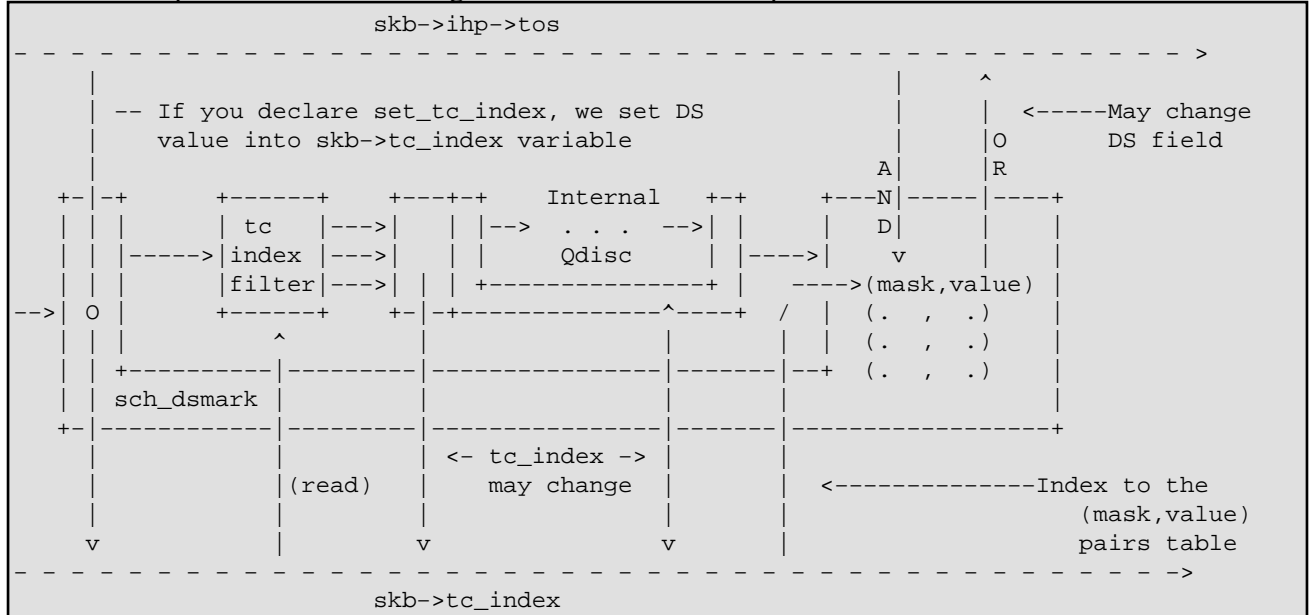 skb->ihp->tos
- - - - - - - - - - - - - - - - - - - - - - - - - - - - - - - - - - - - - - - - - >
|                                                      |     ^
| -- If you declare set_tc_index, we set DS            |     |  <-----May change
|    value into skb->tc_index variable                 |     |O       DS field
|                                                     A|     |R
+-|-+      +------+    +---+-+    Internal   +-+     +---N|-----|----+
| | |      | tc   |--->|   | |--> . . . -->| |     |   D|     |    |
| | |----->|index |--->|   | |    Qdisc    | |---->|    v     |    |
| | |      |filter|--->| | | +---------------+ |   ---->(mask,value) |
-->| O |      +------+    +-|-+--------------^----+  /  |  (. , .)      |
| | |          ^           |                |       |  |  (. , .)      |
| | +----------|---------|----------------|-------|--+  (. , .)      |
| | sch_dsmark |         |                |       |                  |
+-|------------|---------|----------------|-------|------------------+
|            |         | <- tc_index -> |       |
|            |(read)   |   may change   |       |  <--------------Index to the
|            |         |                |       |                    (mask,value)
v            |         v                v       |                    pairs table
- - - - - - - - - - - - - - - - - - - - - - - - - - - - - - - - - - - - - - - - ->
skb->tc_index